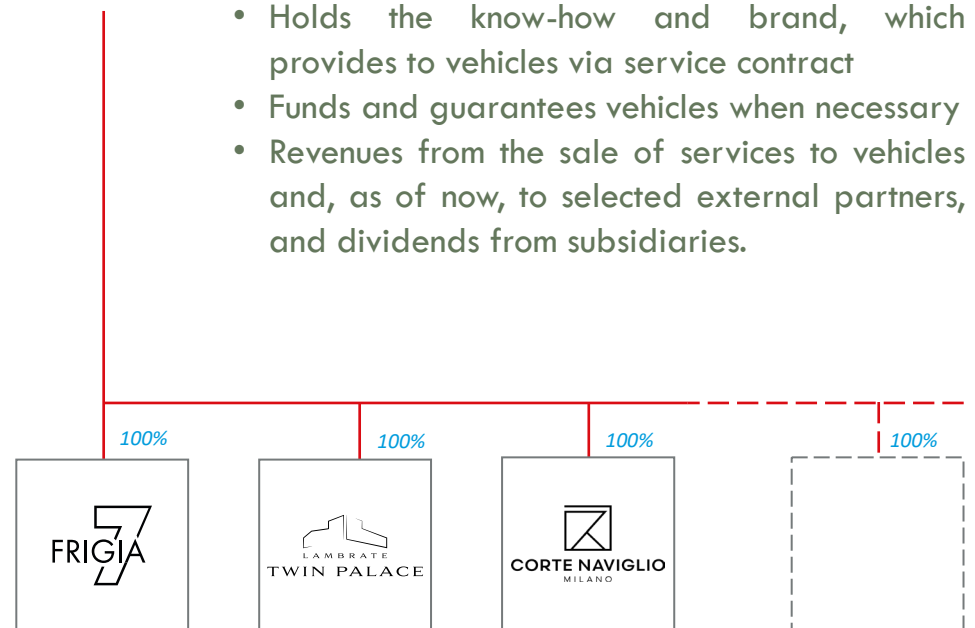 • Holds the know-how and brand, which
provides to vehicles via service contract
• Funds and guarantees vehicles when necessary
• Revenues from the sale of services to vehicles
and, as of now, to selected external partners,
and dividends from subsidiaries.
100% 100% 100% 100%
7
FRIGIA
LAMBRATE
TWIN PALACE
CORTE NAVIGLIO
MILANO